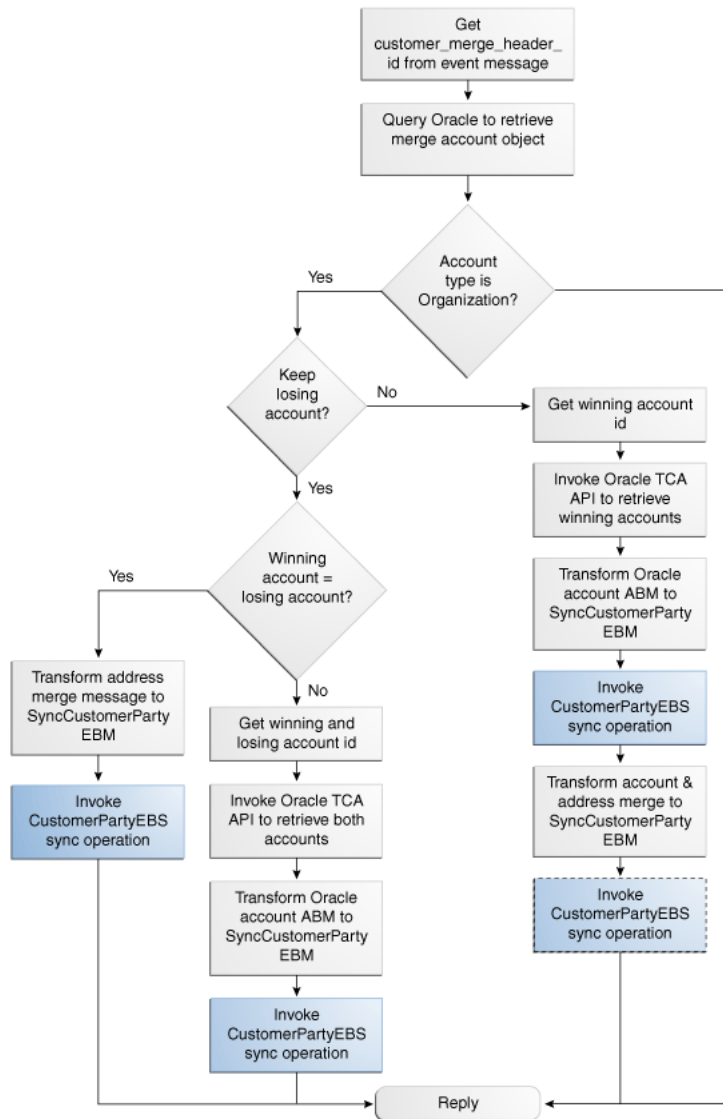 Get
customer_merge_header_
id from event message
Query Oracle to retrieve
merge account object
Account
type is
Organization?
Yes
Keep
losing
account?
No
Get winning account
id
Yes
Invoke Oracle TCA
API to retrieve
winning accounts
Winning
account =
losing account?
Yes
Transform Oracle
account ABM to
SyncCustomerParty
EBM
Transform address
merge message to
SyncCustomerParty
EBM
No
Invoke
CustomerPartyEBS
sync operation
Get winning and
losing account id
Transform account &
address merge to
SyncCustomerParty
EBM
Invoke
CustomerPartyEBS
sync operation
Invoke Oracle TCA
API to retrieve both
accounts
Invoke
CustomerPartyEBS
sync operation
Transform Oracle
account ABM to
SyncCustomerParty
EBM
Invoke
CustomerPartyEBS
sync operation
Reply